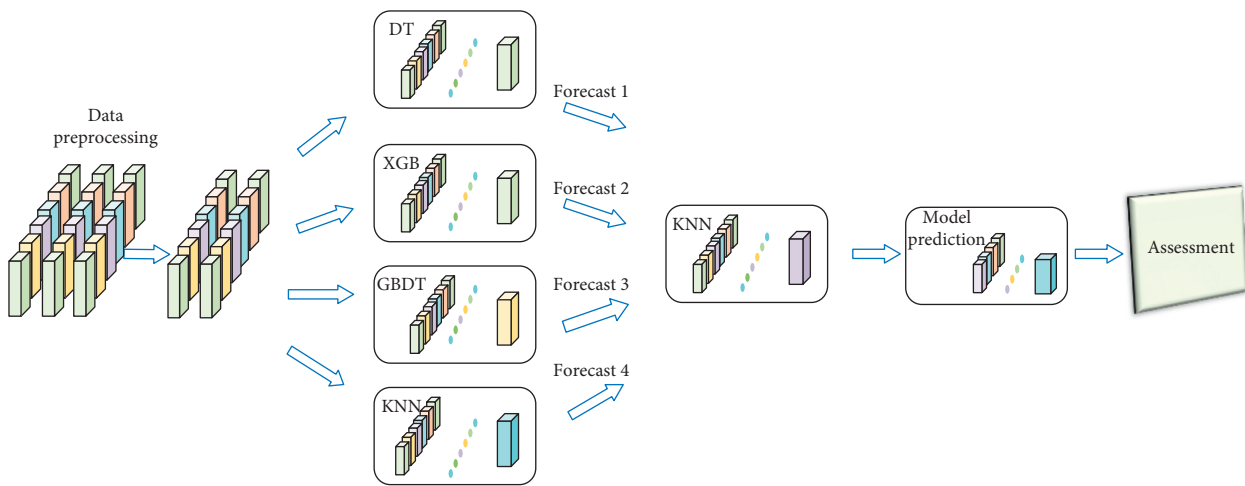 Data
preprocessing
DT
XGB
GBDT
KNN
Forecast 1
Forecast 2
Forecast 3
Forecast 4
KNN
Model
prediction
Assessment